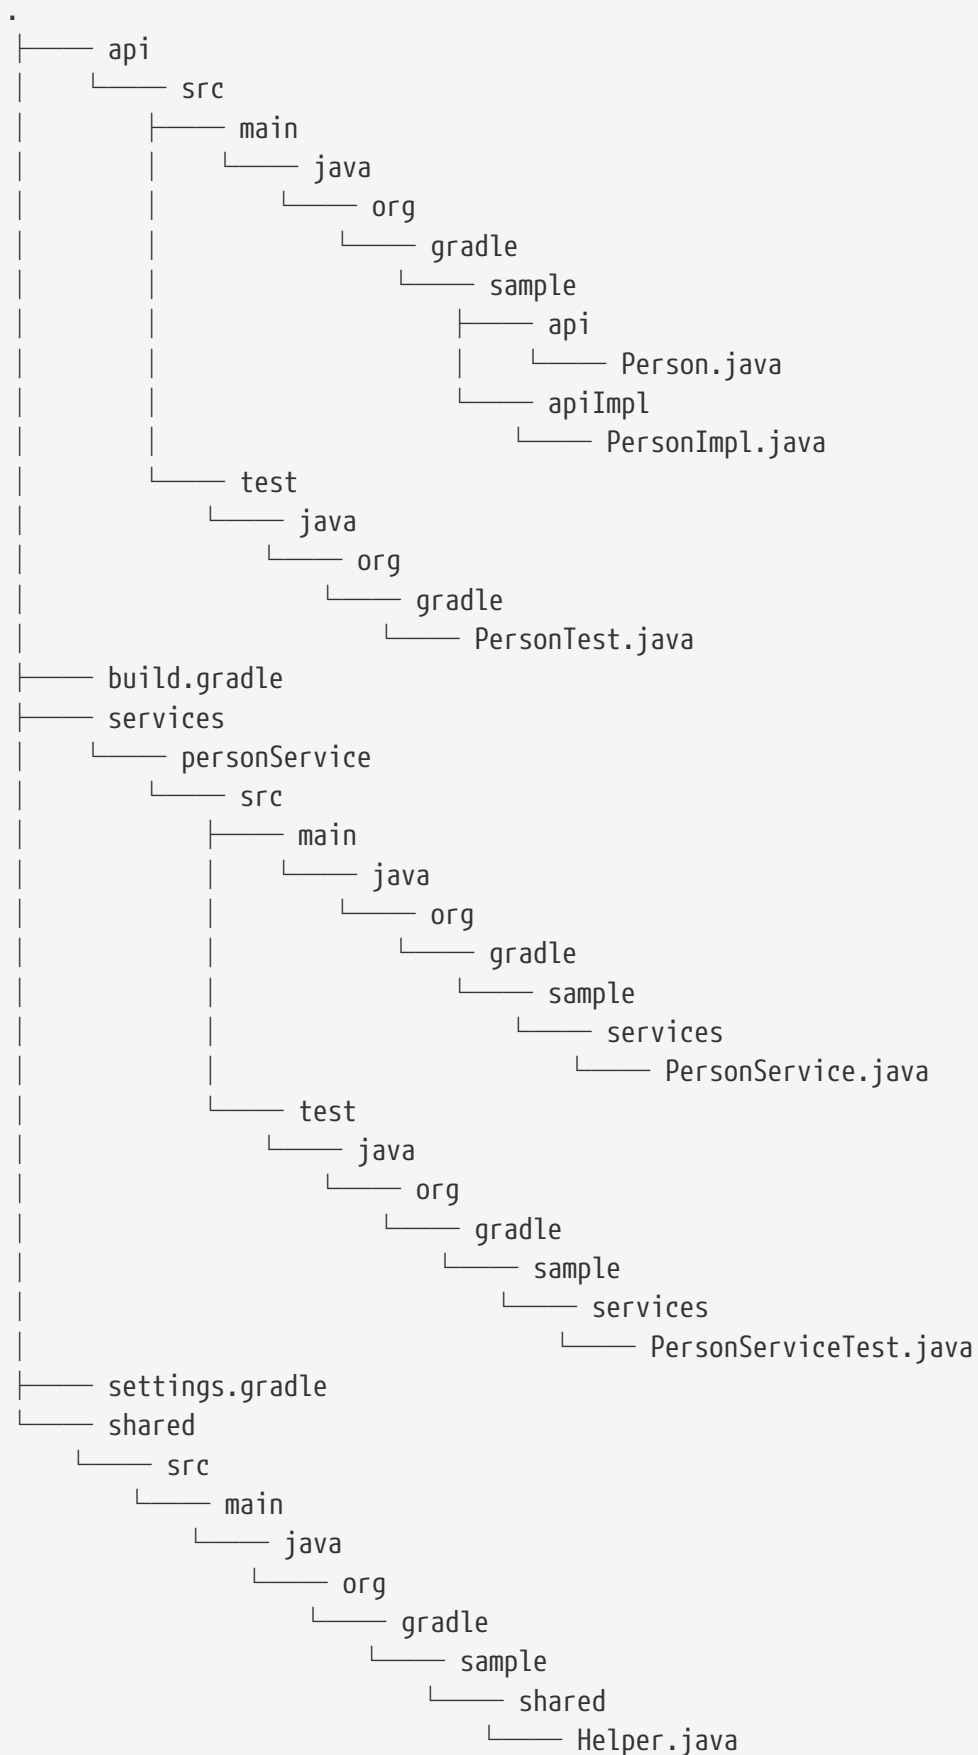 .
├── api
│   └── src
│       ├── main
│       │   └── java
│       │       └── org
│       │           └── gradle
│       │               └── sample
│       │                   ├── api
│       │                   │   └── Person.java
│       │                   └── apiImpl
│       │                       └── PersonImpl.java
│       └── test
│           └── java
│               └── org
│                   └── gradle
│                       └── PersonTest.java
├── build.gradle
├── services
│   └── personService
│       └── src
│           ├── main
│           │   └── java
│           │       └── org
│           │           └── gradle
│           │               └── sample
│           │                   └── services
│           │                       └── PersonService.java
│           └── test
│               └── java
│                   └── org
│                       └── gradle
│                           └── sample
│                               └── services
│                                   └── PersonServiceTest.java
├── settings.gradle
└── shared
    └── src
        └── main
            └── java
                └── org
                    └── gradle
                        └── sample
                            └── shared
                                └── Helper.java